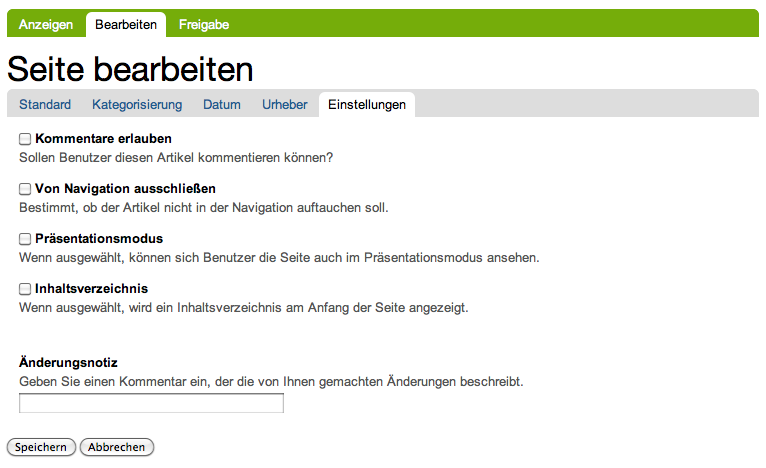 Anzeigen Bearbeiten Freigabe
Seite bearbeiten
Standard Kategorisierung Datum Urheber Einstellungen
Kommentare erlauben
Sollen Benutzer diesen Artikel kommentieren können?
Von Navigation ausschließen
Bestimmt, ob der Artikel nicht in der Navigation auftauchen soll.
Präsentationsmodus
Wenn ausgewählt, können sich Benutzer die Seite auch im Präsentationsmodus ansehen.
Inhaltsverzeichnis
Wenn ausgewählt, wird ein Inhaltsverzeichnis am Anfang der Seite angezeigt.
Änderungsnotiz
Geben Sie einen Kommentar ein, der die von Ihnen gemachten Änderungen beschreibt.
Speichern Abbrechen